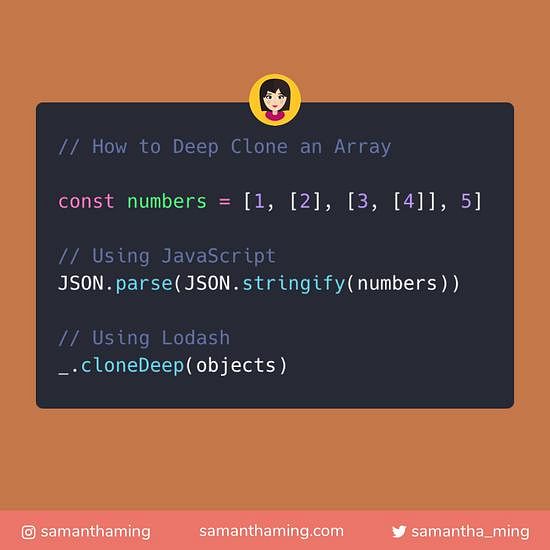 // How to Deep Clone an Array
const numbers = [1, [2], [3, [4]], 5]
// Using JavaScript
JSON.parse(JSON.stringify(numbers))
// Using Lodash
_.cloneDeep(objects)
samanthaming
samanthaming.com
samantha_ming